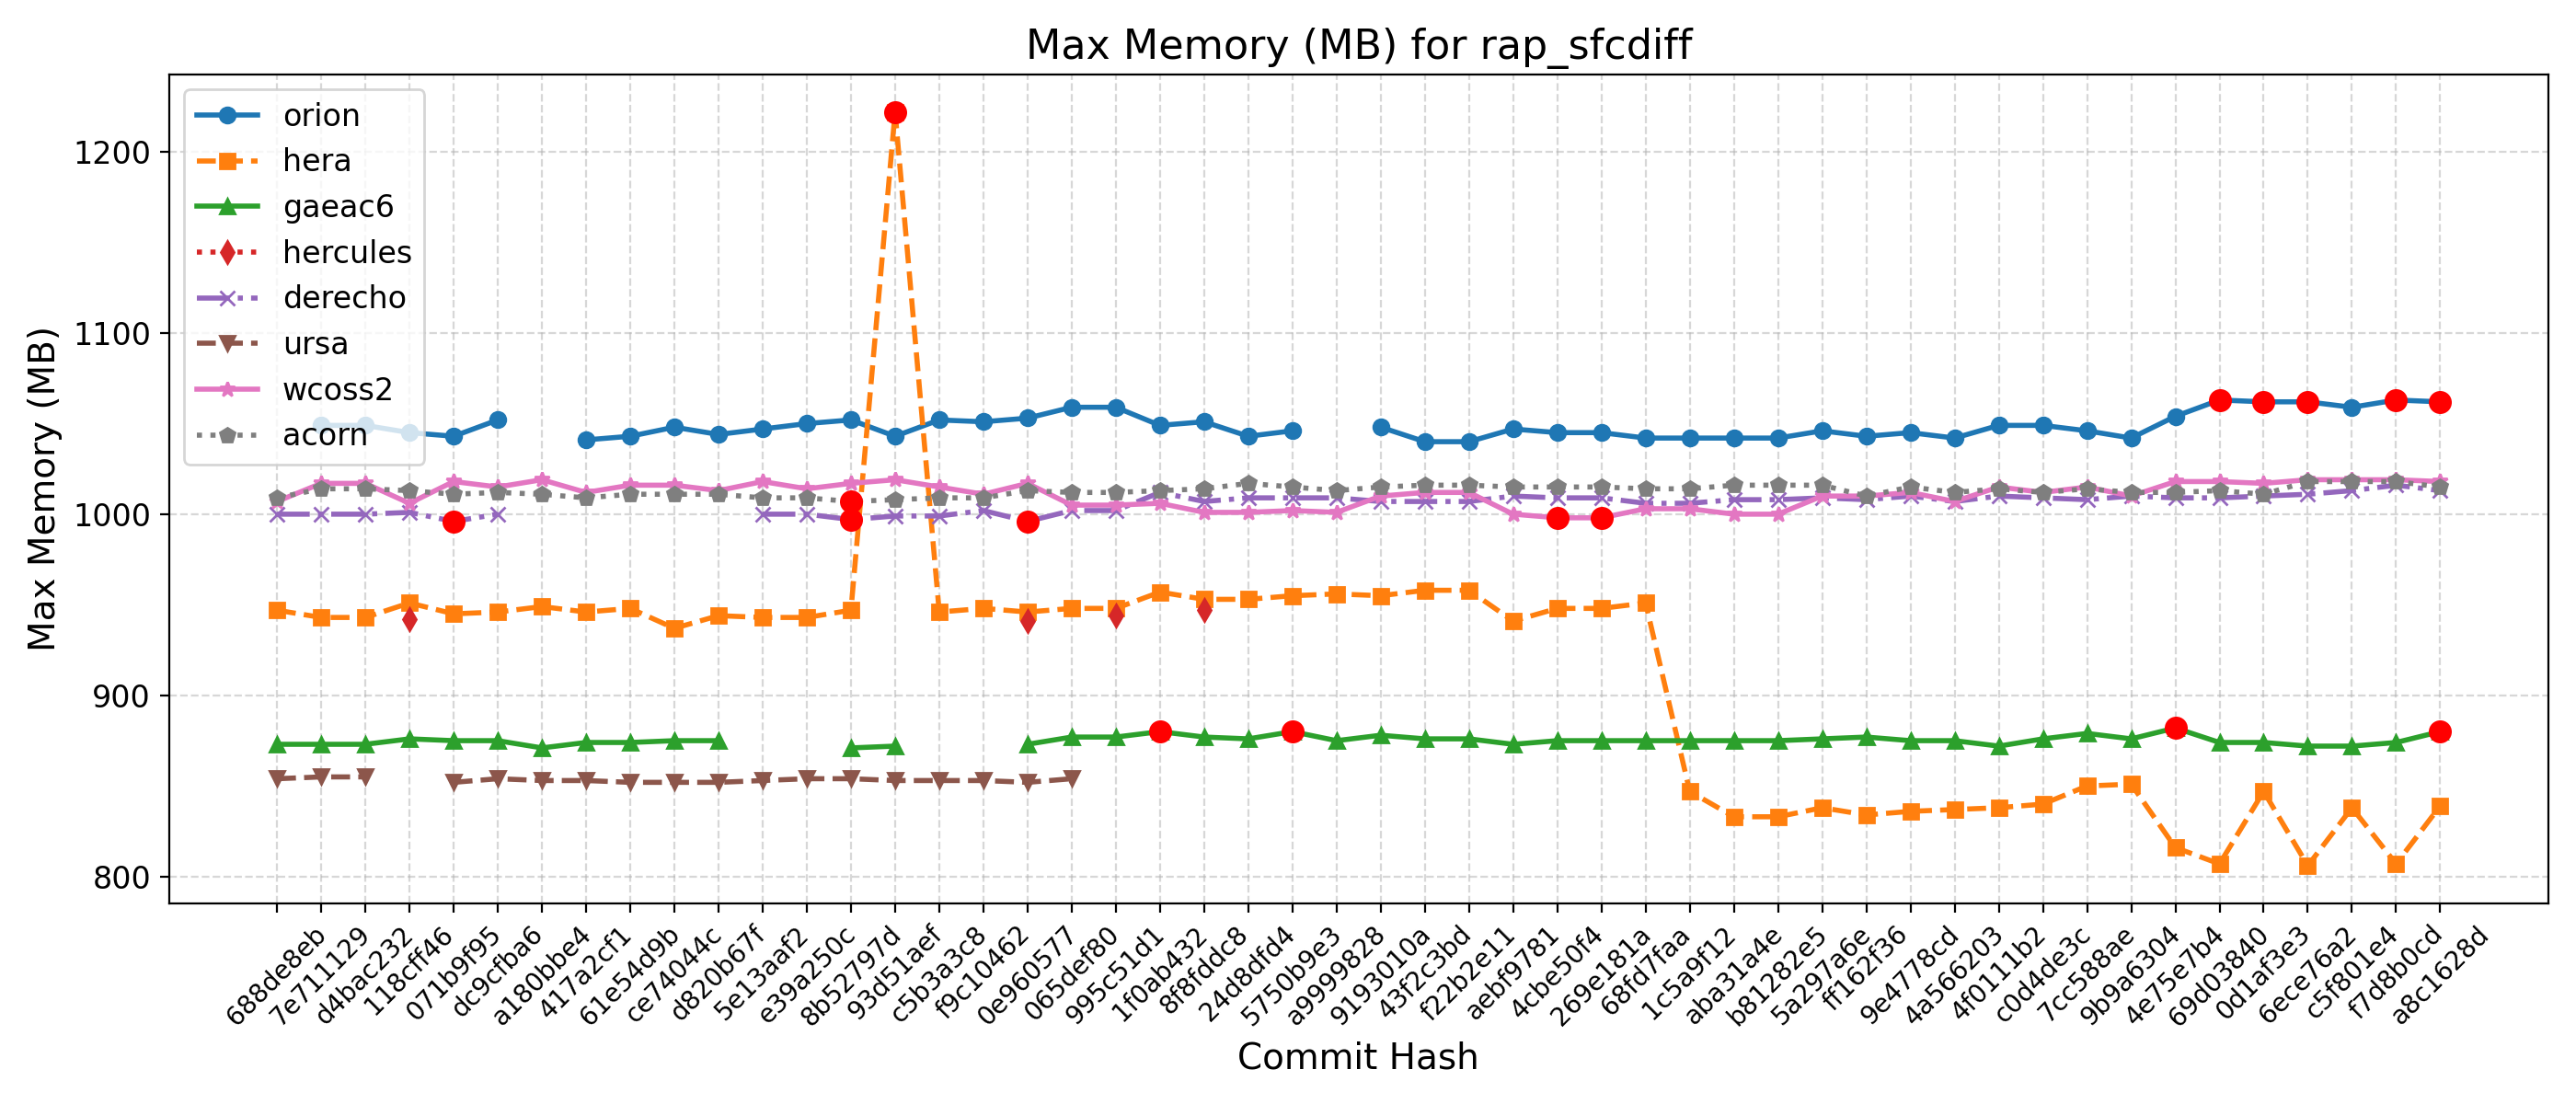 Max Memory (MB) for rap_sfcdiff
Max Memory (MB)
1200
1100
1000
900
800
orion
hera
gaeac6
hercules
derecho
ursa
wcoss2
acorn
688de8eb
7e711129
d4bac232
118cff46
071b9f95
dc9cfba6
a180bbe4
417a2cf1
61e54d9b
ce74044c
d820b67f
5e13aaf2
e39a250c
8b52797d
93d51aef
c5b3a3c8
f9c10462
0e960577
065def80
995c51d1
1f0ab432
8f8fddc8
24d8dfd4
5750b9e3
a9999828
9193010a
43f2c3bd
f22b2e11
aebf9781
4cbe50f4
269e181a
68fd7faa
1c5a9f12
aba31a4e
b81282e5
5a297a6e
ff162f36
9e4778cd
4a566203
4f0111b2
c0d4de3c
7cc588ae
9b9a6304
4e75e7b4
69d03840
0d1af3e3
6ece76a2
c5f801e4
f7d8b0cd
a8c1628d
Commit Hash